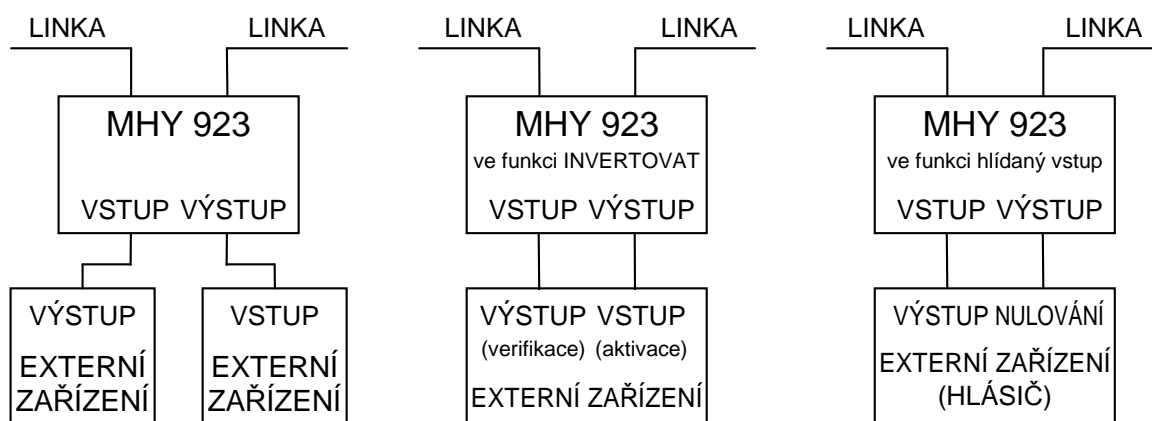 LINKA LINKA
MHY 923
VSTUP VÝSTUP
VÝSTUP
EXTERNÍ
ZAŘÍZENÍ
VSTUP
EXTERNÍ
ZAŘÍZENÍ
LINKA LINKA
MHY 923
ve funkci INVERTOVAT
VSTUP VÝSTUP
VÝSTUP VSTUP
(verifikace) (aktivace)
EXTERNÍ ZAŘÍZENÍ
LINKA LINKA
MHY 923
ve funkci hlídaný vstup
VSTUP VÝSTUP
VÝSTUP NULOVÁNÍ
EXTERNÍ ZAŘÍZENÍ
(HLÁSIČ)